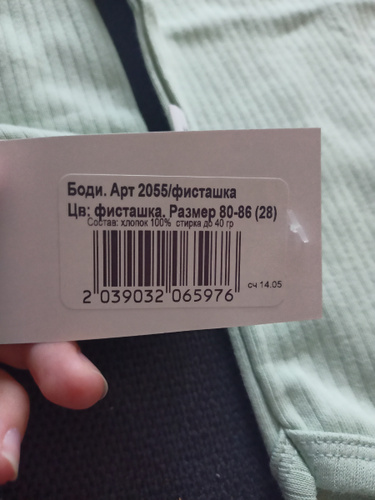 Боди. Арт 2055/фисташка
Цв: фисташка. Размер 80-86 (28)
Состав: хлопок 100% стирка до 40 гр
сч 14.05
2 039032 065976